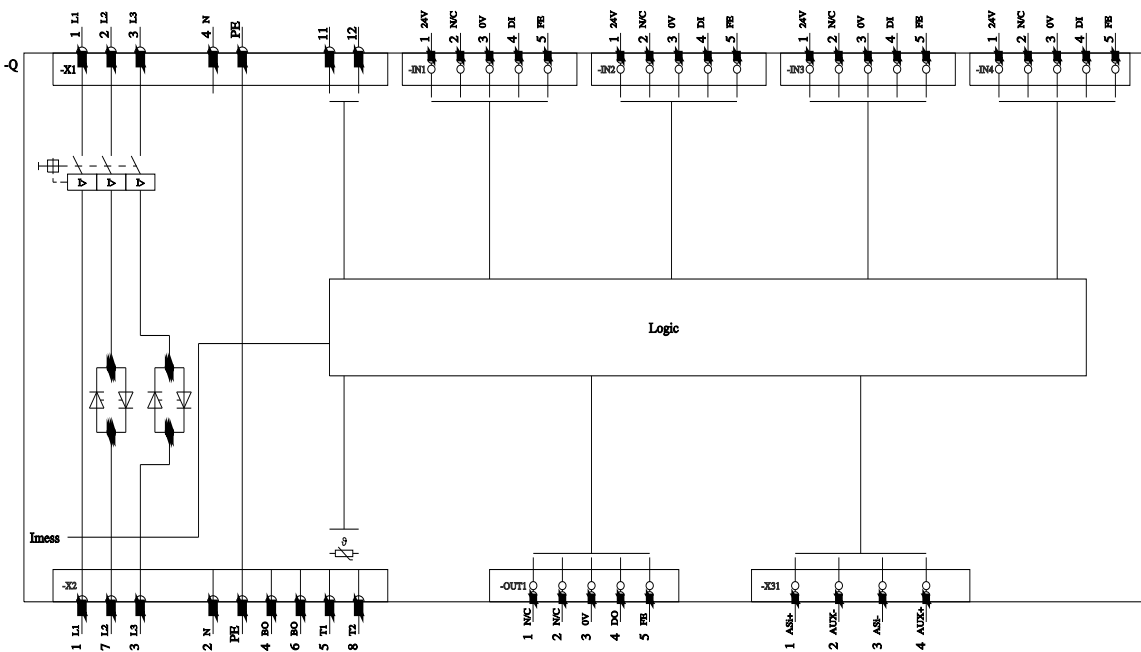 1 L1
2 L2
3 L3
4 N
PE
11
12
1 24V
2 N/C
3 0V
4 DI
5 FE
1 24V
2 N/C
3 0V
4 DI
5 FE
1 24V
2 N/C
3 0V
4 DI
5 FE
1 24V
2 N/C
3 0V
4 DI
5 FE
-Q
-X1
-IN1
-IN2
-IN3
-IN4
Logic
Imess
ϑ
-X2
-OUT1
-X31
1 L1
7 L2
3 L3
2 N
PE
4 BO
6 BO
5 T1
8 T2
1 N/C
2 N/C
3 0V
4 DO
5 FE
1 ASi+
2 AUX-
3 ASi-
4 AUX+